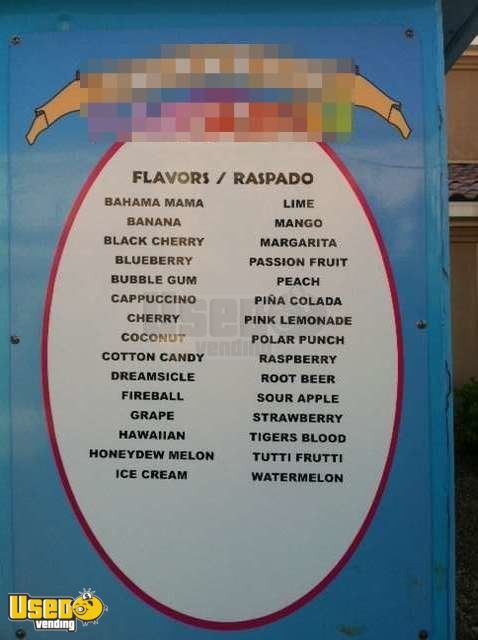 FLAVORS / RASPADO
BAHAMA MAMA
BANANA
BLACK CHERRY
BLUEBERRY
BUBBLE GUM
CAPPUCCINO
CHERRY
COCONUT
COTTON CANDY
DREAMSICLE
FIREBALL
GRAPE
HAWAIIAN
HONEYDEW MELON
ICE CREAM
LIME
MANGO
MARGARITA
PASSION FRUIT
PEACH
PIÑA COLADA
PINK LEMONADE
POLAR PUNCH
RASPBERRY
ROOT BEER
SOUR APPLE
STRAWBERRY
TIGERS BLOOD
TUTTI FRUTTI
WATERMELON
USED
vending
USED
vending